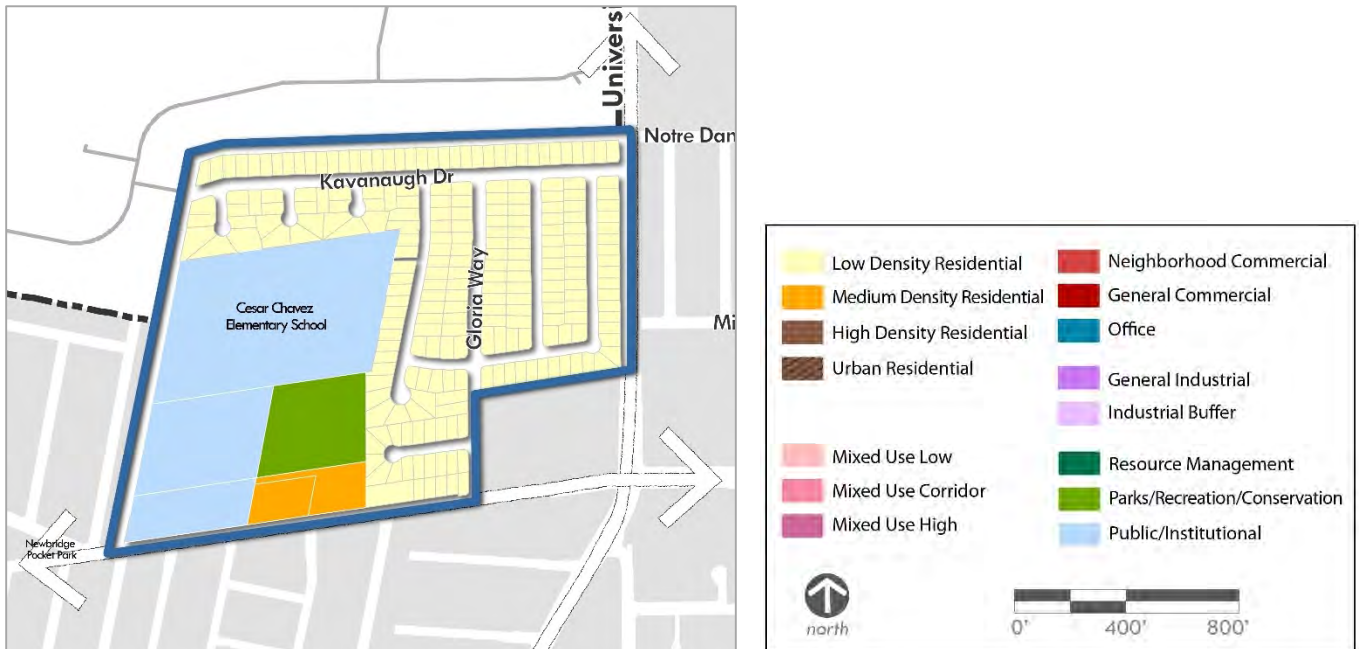 Universi
Notre Dan
Kavanaugh Dr
Gloria Way
Cesar Chavez
Elementary School
Mi
Newbridge
Pocket Park
Low Density Residential
Medium Density Residential
High Density Residential
Urban Residential
Mixed Use Low
Mixed Use Corridor
Mixed Use High
Neighborhood Commercial
General Commercial
Office
General Industrial
Industrial Buffer
Resource Management
Parks/Recreation/Conservation
Public/Institutional
north
0' 400' 800'